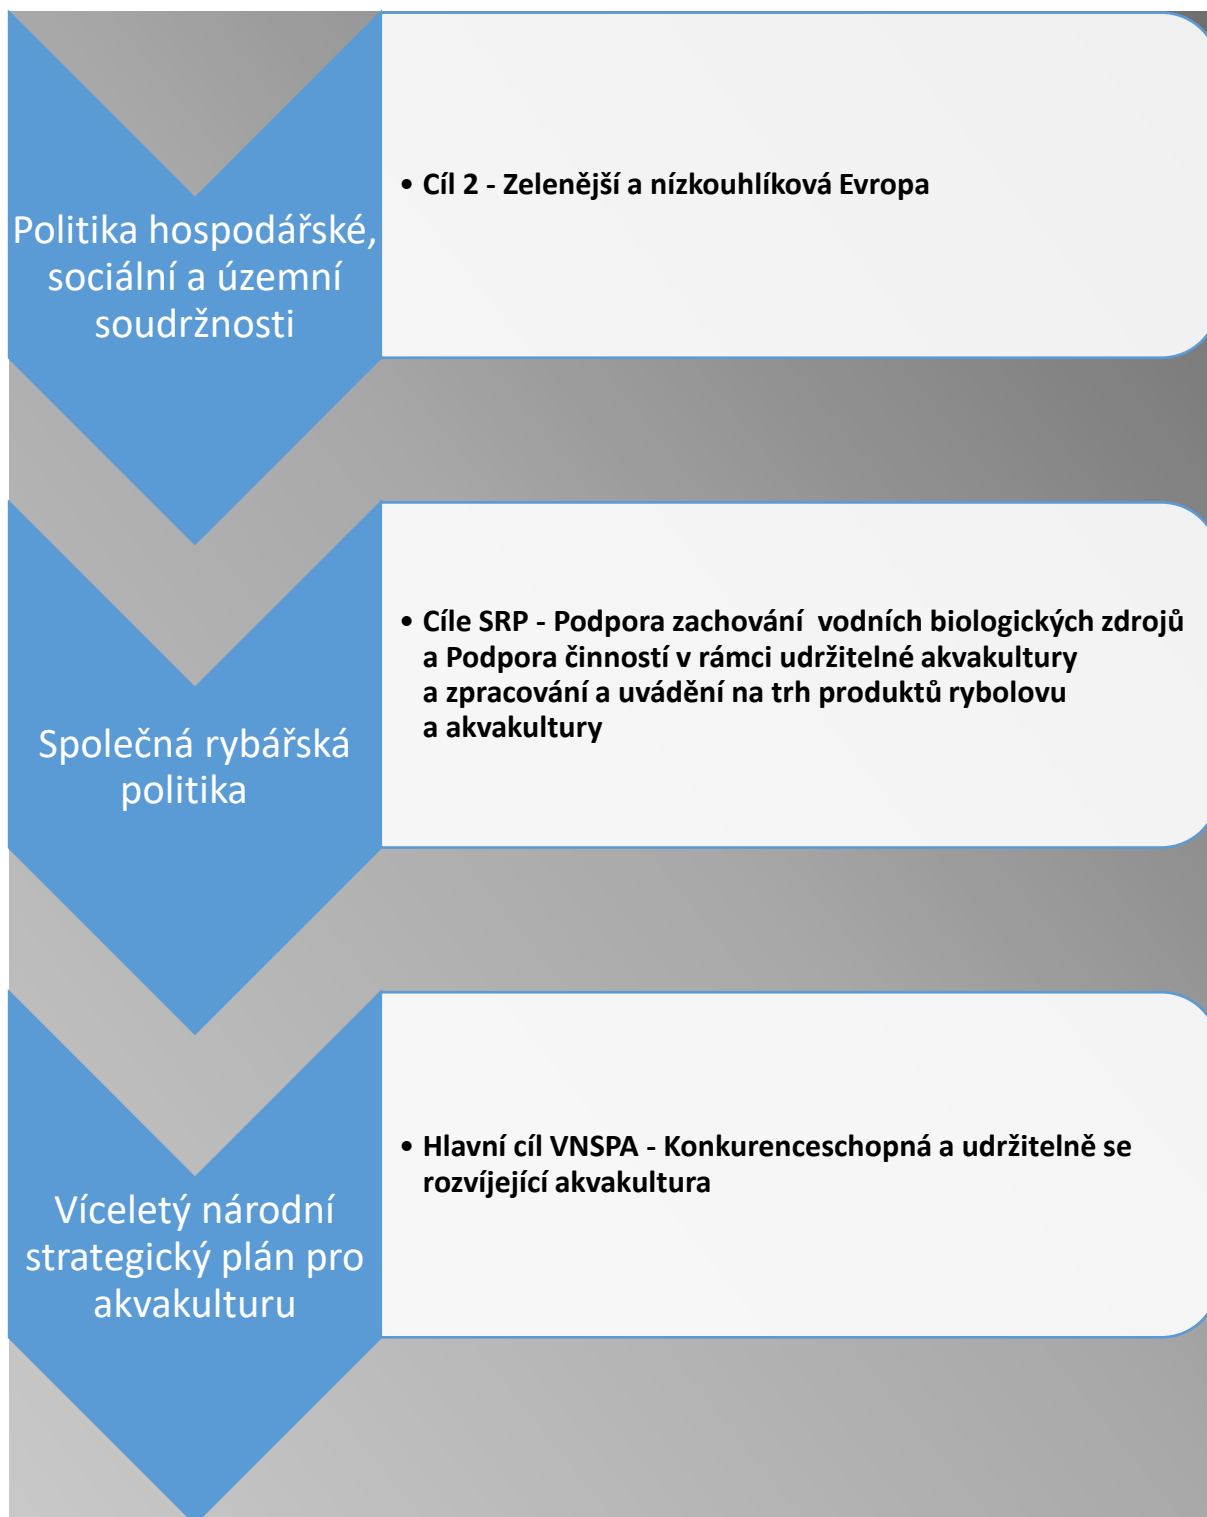 Politika hospodářské,
sociální a územní
soudržnosti
• Cíl 2 - Zelenější a nízkouhlíková Evropa
Společná rybářská
politika
• Cíle SRP - Podpora zachování  vodních biologických zdrojů
a Podpora činností v rámci udržitelné akvakultury
a zpracování a uvádění na trh produktů rybolovu
a akvakultury
Víceletý národní
strategický plán pro
akvakulturu
• Hlavní cíl VNSPA - Konkurenceschopná a udržitelně se
rozvíjející akvakultura